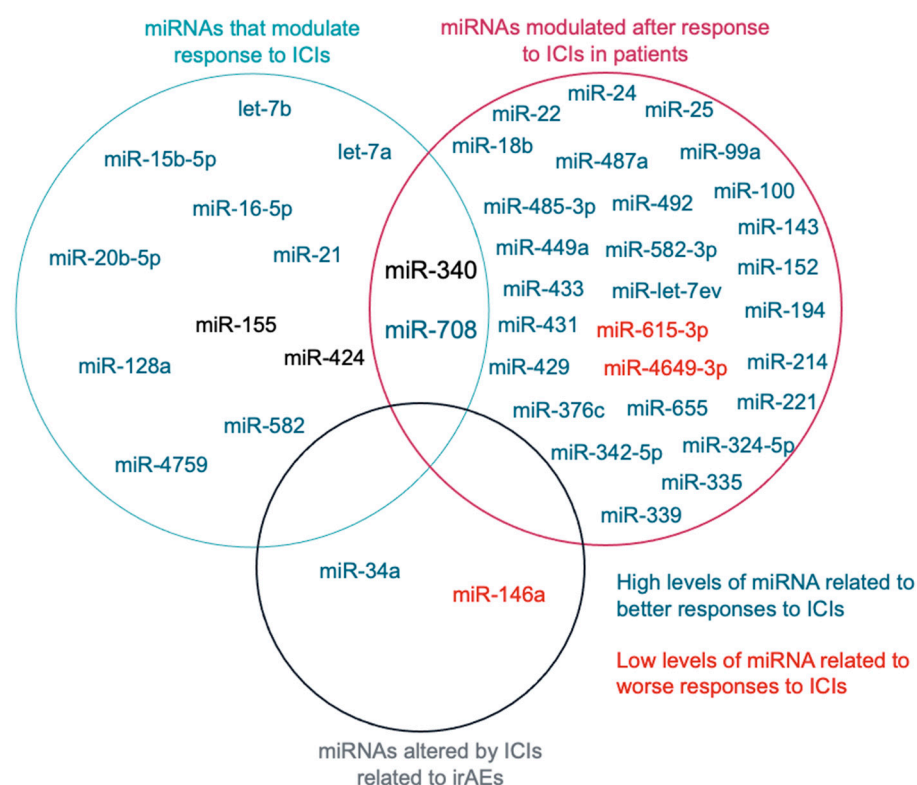 miRNAs that modulate
response to ICIs
miRNAs modulated after response
to ICIs in patients
let-7b
let-7a
miR-15b-5p
miR-16-5p
miR-20b-5p
miR-21
miR-155
miR-424
miR-128a
miR-582
miR-4759
miR-340
miR-708
miR-24
miR-22
miR-25
miR-18b
miR-487a
miR-99a
miR-100
miR-485-3p
miR-492
miR-143
miR-449a
miR-582-3p
miR-152
miR-433
miR-let-7ev
miR-194
miR-431
miR-615-3p
miR-429
miR-4649-3p
miR-214
miR-376c
miR-655
miR-221
miR-342-5p
miR-324-5p
miR-335
miR-339
miR-34a
miR-146a
High levels of miRNA related to
better responses to ICIs
Low levels of miRNA related to
worse responses to ICIs
miRNAs altered by ICIs
related to irAEs